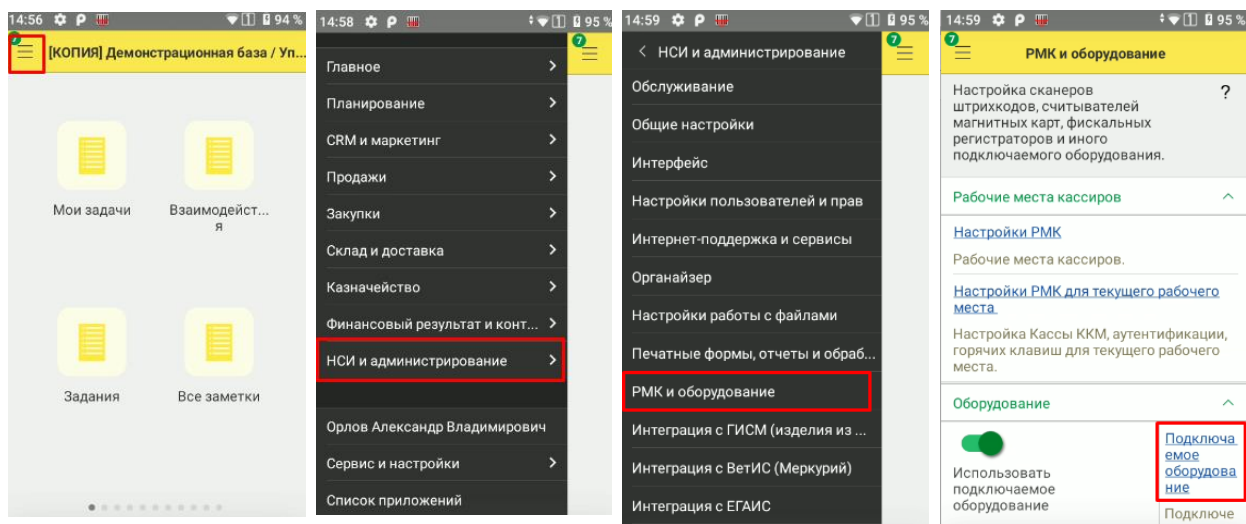 14:56 P 94 %
7
[КОПИЯ] Демонстрационная база / Уп...
Мои задачи
Взаимодейст...
я
Задания
Все заметки
14:58 P 95 %
7
Главное
Планирование
CRM и маркетинг
Продажи
Закупки
Склад и доставка
Казначейство
Финансовый результат и конт...
НСИ и администрирование
Орлов Александр Владимирович
Сервис и настройки
Список приложений
14:59 P 95 %
7
НСИ и администрирование
Обслуживание
Общие настройки
Интерфейс
Настройки пользователей и прав
Интернет-поддержка и сервисы
Органайзер
Настройки работы с файлами
Печатные формы, отчеты и обраб...
РМК и оборудование
Интеграция с ГИСМ (изделия из ...
Интеграция с ВетИС (Меркурий)
Интеграция с ЕГАИС
14:59 P 95 %
7
РМК и оборудование
Настройка сканеров ?
штрихкодов, считывателей
магнитных карт, фискальных
регистраторов и иного
подключаемого оборудования.
Рабочие места кассиров
Настройки РМК
Рабочие места кассиров.
Настройки РМК для текущего рабочего
места
Настройка Кассы ККМ, аутентификации,
горячих клавиш для текущего рабочего
места.
Оборудование
Использовать
подключаемое
оборудование
Подключа
емое
оборудова
ние
Подключе